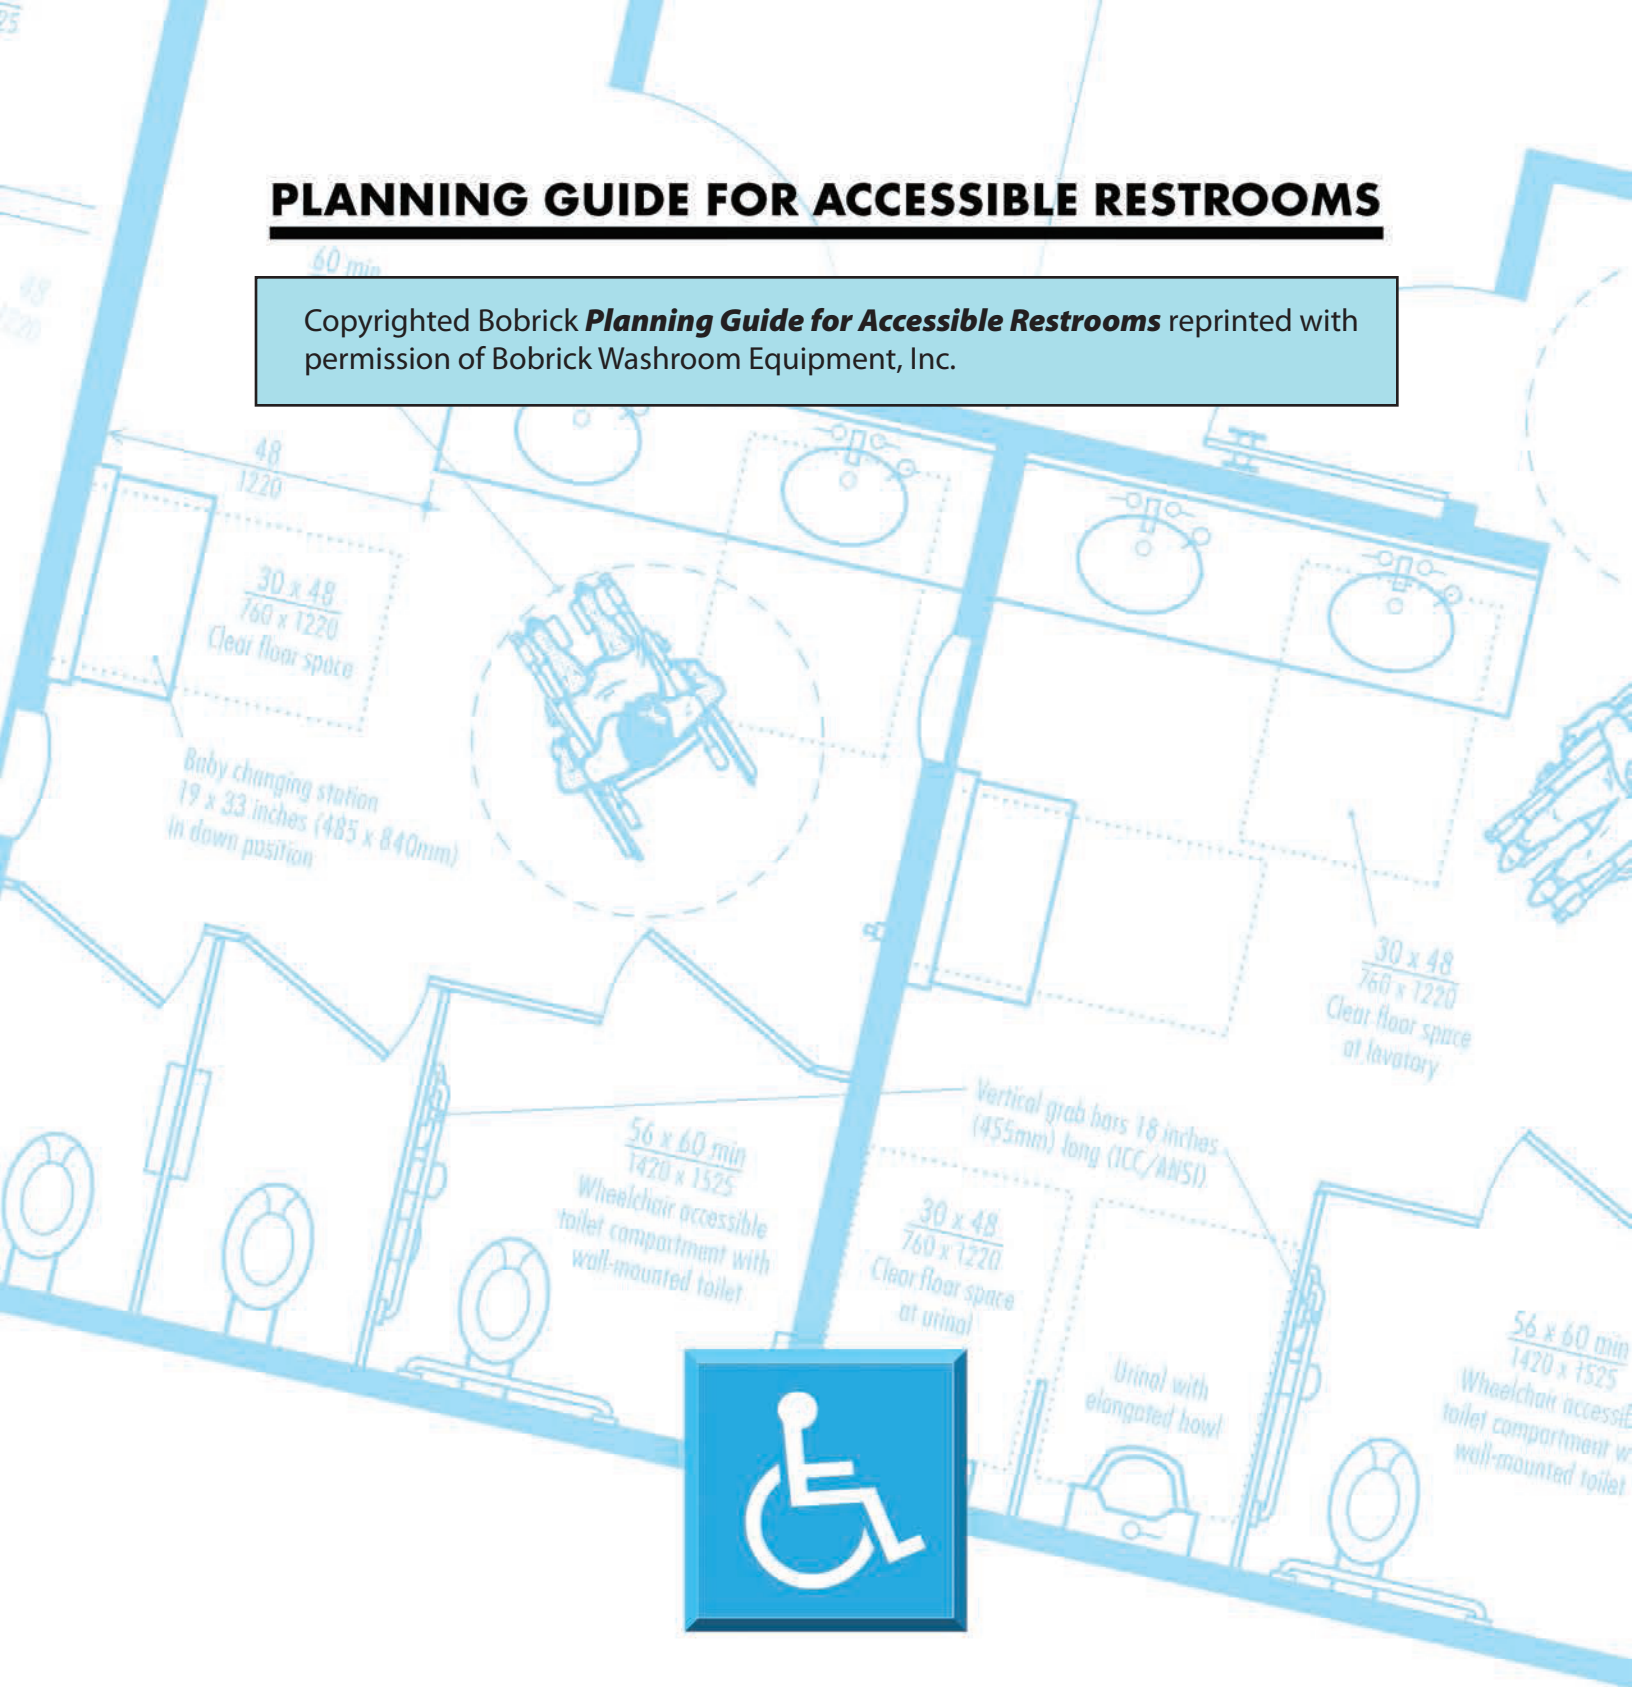 25
PLANNING GUIDE FOR ACCESSIBLE RESTROOMS
60 min
48
1220
Copyrighted Bobrick Planning Guide for Accessible Restrooms reprinted with
permission of Bobrick Washroom Equipment, Inc.
48
1220
30 x 48
760 x 1220
Clear floor space
Baby changing station
19 x 33 inches (485 x 840mm)
in down position
30 x 48
760 x 1220
Clear floor space
at lavatory
Vertical grab bars 18 inches
(455mm) long (ICC/ANSI)
56 x 60 min
1420 x 1525
Wheelchair accessible
toilet compartment with
wall-mounted toilet
30 x 48
760 x 1220
Clear floor space
at urinal
Urinal with
elongated bowl
56 x 60 min
1420 x 1525
Wheelchair accessib
toilet compartment w
wall-mounted toilet